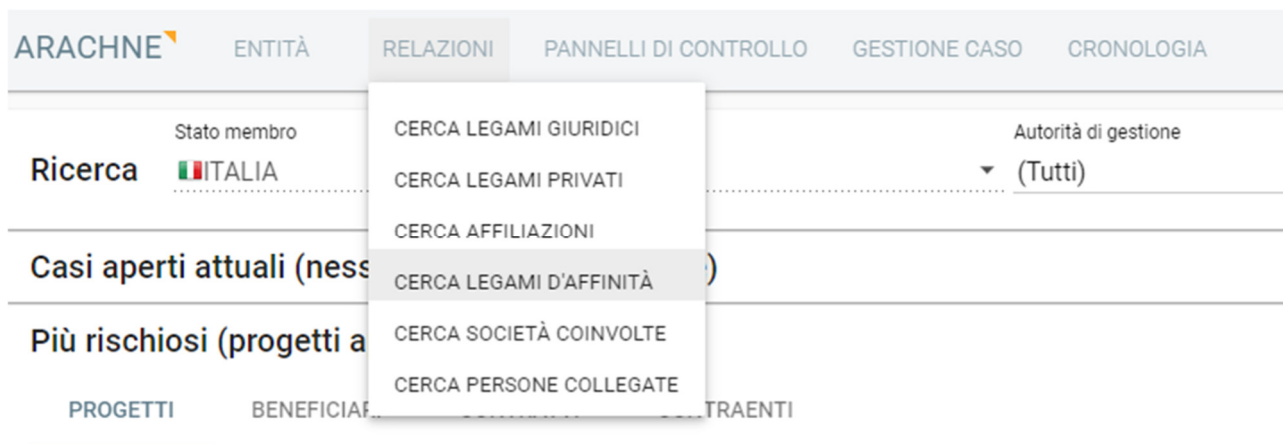 ARACHNE ENTITÀ RELAZIONI PANNELLI DI CONTROLLO GESTIONE CASO CRONOLOGIA
CERCA LEGAMI GIURIDICI
CERCA LEGAMI PRIVATI
CERCA AFFILIAZIONI
CERCA LEGAMI D'AFFINITÀ
CERCA SOCIETÀ COINVOLTE
CERCA PERSONE COLLEGATE
Stato membro Autorità di gestione
Ricerca ITALIA (Tutti)
Casi aperti attuali (ness )
Più rischiosi (progetti a
PROGETTI BENEFICIAR TRAENTI